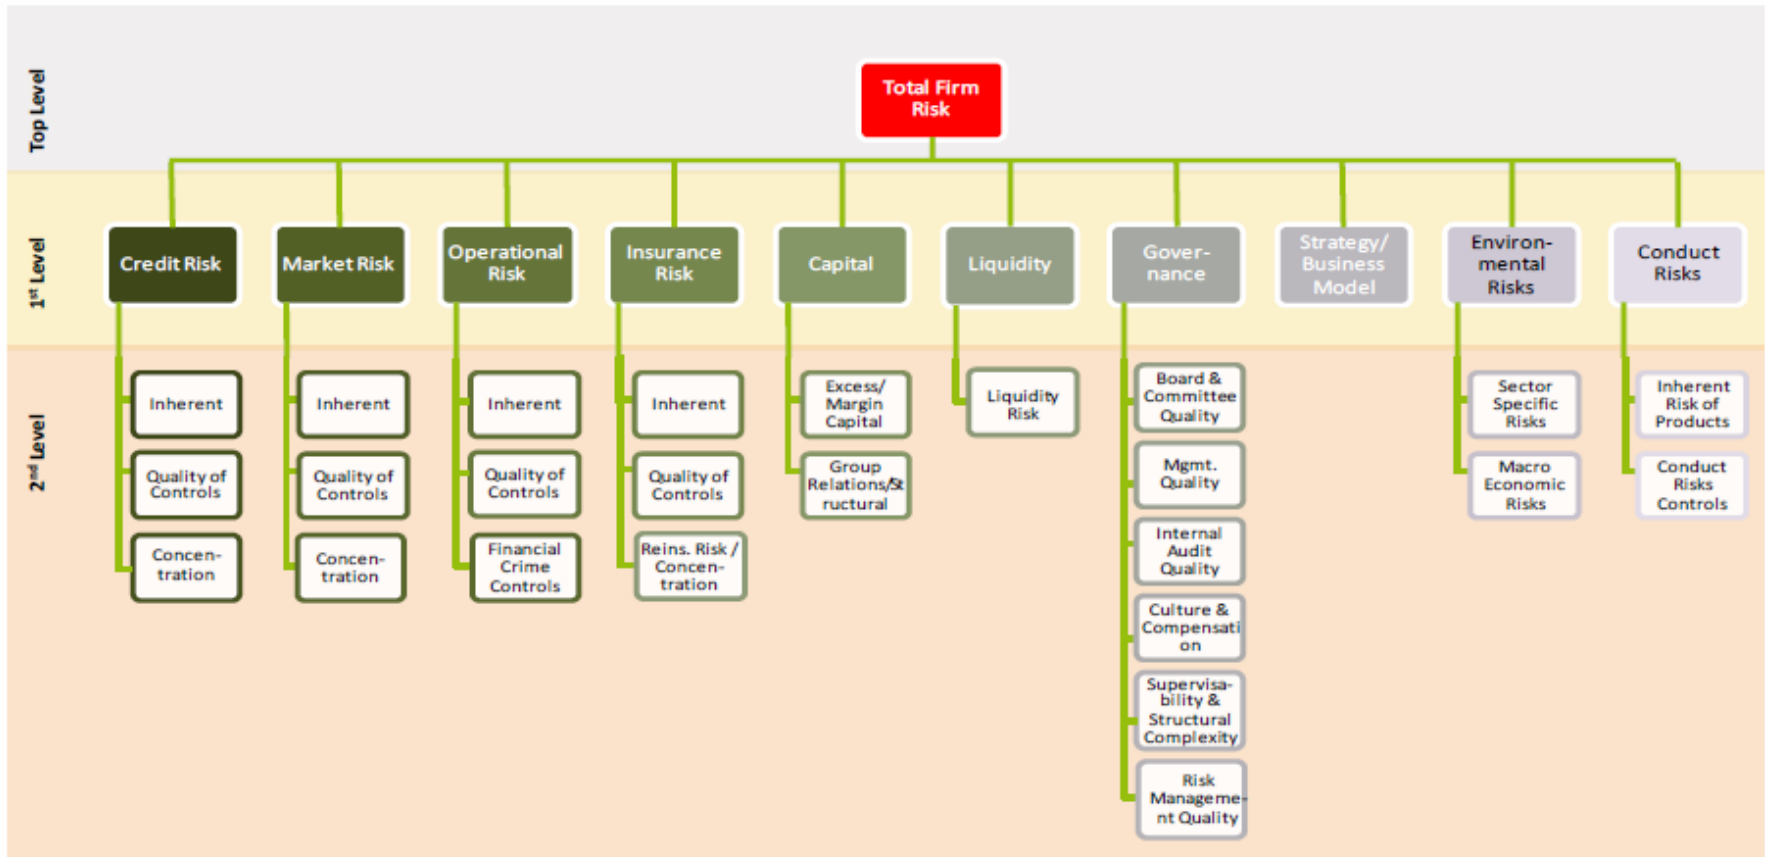 Top Level
Total Firm
Risk
1st Level
Credit Risk
Market Risk
Operational
Risk
Insurance
Risk
Capital
Liquidity
Gover-
nance
Strategy/
Business
Model
Environ-
mental
Risks
Conduct
Risks
2nd Level
Inherent
Quality of
Controls
Concen-
tration
Inherent
Quality of
Controls
Concen-
tration
Inherent
Quality of
Controls
Financial
Crime
Controls
Inherent
Quality of
Controls
Reins. Risk /
Concen-
tration
Excess/
Margin
Capital
Group
Relations/St
ructural
Liquidity
Risk
Board &
Committee
Quality
Mgmt.
Quality
Internal
Audit
Quality
Culture &
Compensati
on
Supervisa-
bility &
Structural
Complexity
Risk
Manageme-
nt Quality
Sector
Specific
Risks
Macro
Economic
Risks
Inherent
Risk of
Products
Conduct
Risks
Controls